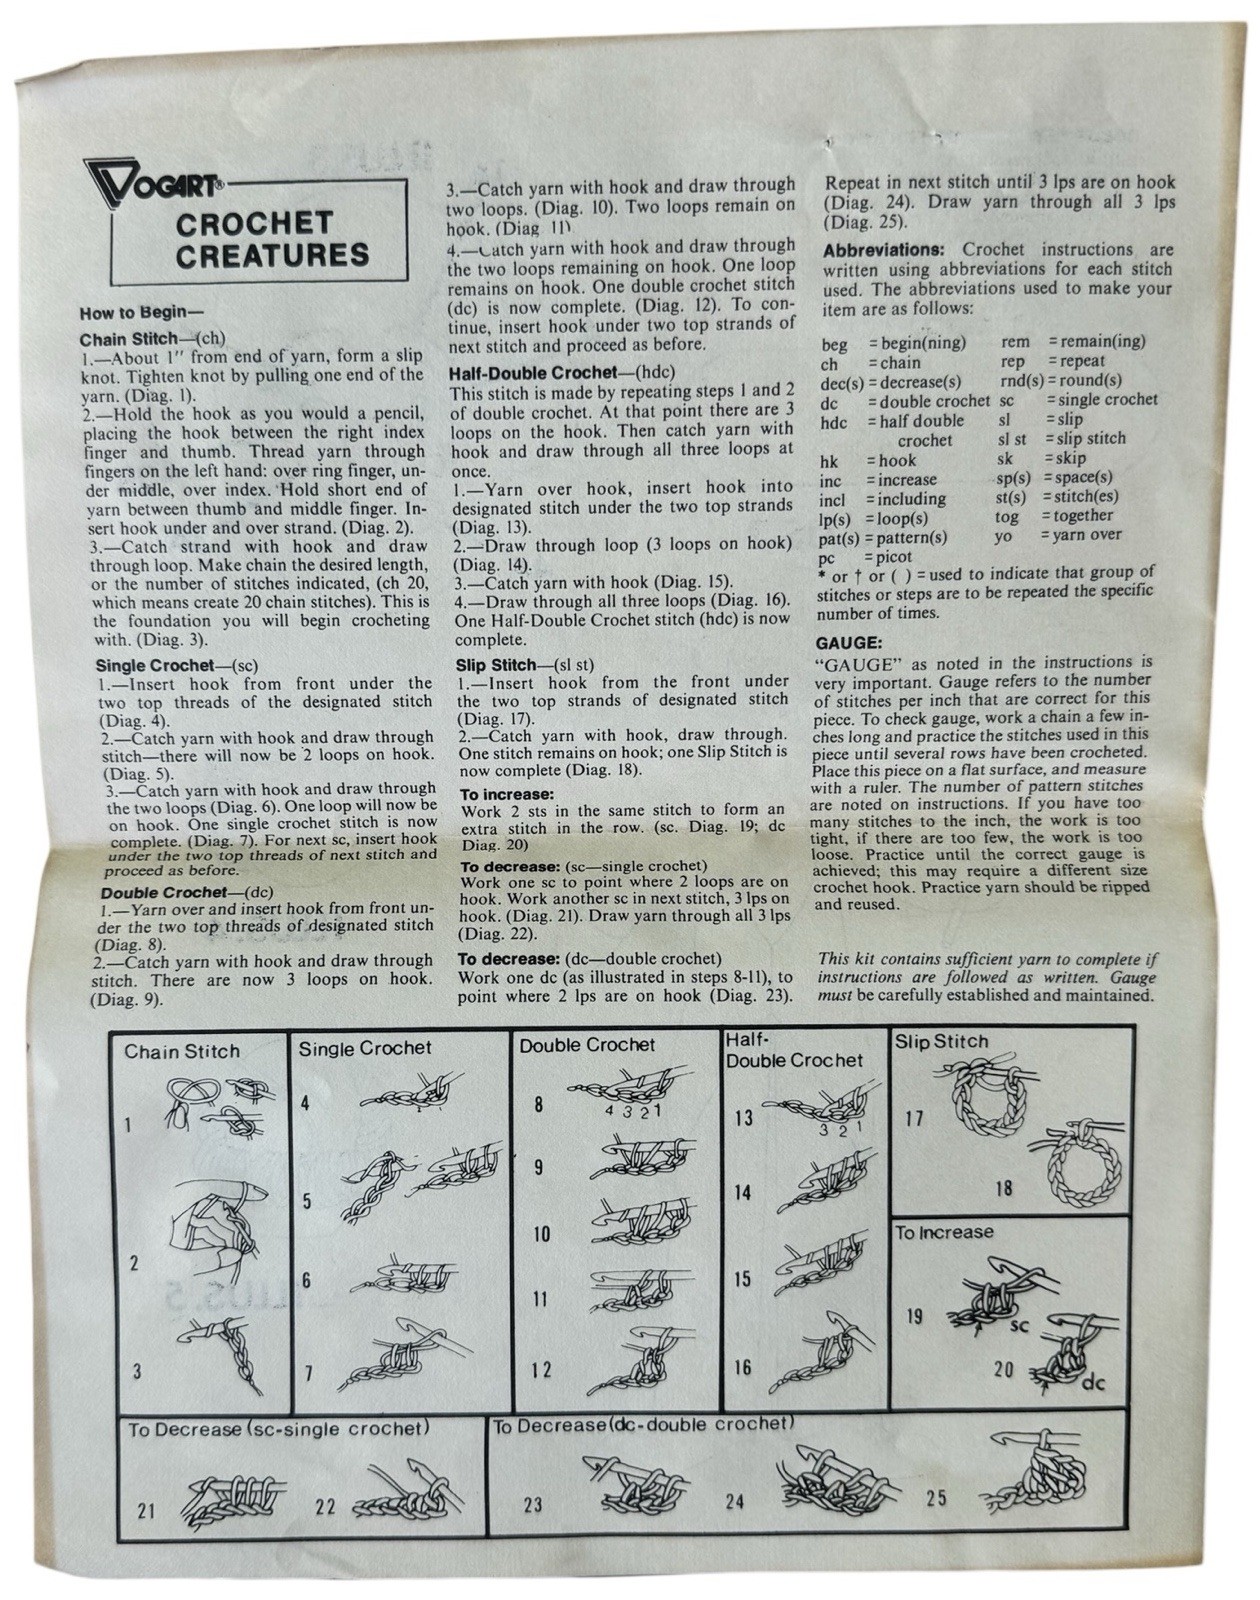 VOGART®
CROCHET
CREATURES
How to Begin—
Chain Stitch—(ch)
1.—About 1″ from end of yarn, form a slip
knot. Tighten knot by pulling one end of the
yarn. (Diag. 1).
2.—Hold the hook as you would a pencil,
placing the hook between the right index
finger and thumb. Thread yarn through
fingers on the left hand: over ring finger, un-
der middle, over index. Hold short end of
yarn between thumb and middle finger. In-
sert hook under and over strand. (Diag. 2).
3.—Catch strand with hook and draw
through loop. Make chain the desired length,
or the number of stitches indicated, (ch 20,
which means create 20 chain stitches). This is
the foundation you will begin crocheting
with. (Diag. 3).
Single Crochet—(sc)
1.—Insert hook from front under the
two top threads of the designated stitch
(Diag. 4).
2.—Catch yarn with hook and draw through
stitch—there will now be 2 loops on hook.
(Diag. 5).
3.—Catch yarn with hook and draw through
the two loops (Diag. 6). One loop will now be
on hook. One single crochet stitch is now
complete. (Diag. 7). For next sc, insert hook
under the two top threads of next stitch and
proceed as before.
Double Crochet—(dc)
1.—Yarn over and insert hook from front un-
der the two top threads of designated stitch
(Diag. 8).
2.—Catch yarn with hook and draw through
stitch. There are now 3 loops on hook.
(Diag. 9).
3.—Catch yarn with hook and draw through
two loops. (Diag. 10). Two loops remain on
hook. (Diag 11)
4.—Catch yarn with hook and draw through
the two loops remaining on hook. One loop
remains on hook. One double crochet stitch
(dc) is now complete. (Diag. 12). To con-
tinue, insert hook under two top strands of
next stitch and proceed as before.
Half-Double Crochet—(hdc)
This stitch is made by repeating steps 1 and 2
of double crochet. At that point there are 3
loops on the hook. Then catch yarn with
hook and draw through all three loops at
once.
1.—Yarn over hook, insert hook into
designated stitch under the two top strands
(Diag. 13).
2.—Draw through loop (3 loops on hook)
(Diag. 14).
3.—Catch yarn with hook (Diag. 15).
4.—Draw through all three loops (Diag. 16).
One Half-Double Crochet stitch (hdc) is now
complete.
Slip Stitch—(sl st)
1.—Insert hook from the front under
the two top strands of designated stitch
(Diag. 17).
2.—Catch yarn with hook, draw through.
One stitch remains on hook; one Slip Stitch is
now complete (Diag. 18).
To increase:
Work 2 sts in the same stitch to form an
extra stitch in the row. (sc. Diag. 19; dc
Diag. 20)
To decrease: (sc—single crochet)
Work one sc to point where 2 loops are on
hook. Work another sc in next stitch, 3 lps on
hook. (Diag. 21). Draw yarn through all 3 lps
(Diag. 22).
To decrease: (dc—double crochet)
Work one dc (as illustrated in steps 8-11), to
point where 2 lps are on hook (Diag. 23).
Repeat in next stitch until 3 lps are on hook
(Diag. 24). Draw yarn through all 3 lps
(Diag. 25).
Abbreviations: Crochet instructions are
written using abbreviations for each stitch
used. The abbreviations used to make your
item are as follows:
beg = begin(ning) rem = remain(ing)
ch = chain rep = repeat
dec(s) = decrease(s) rnd(s) = round(s)
dc = double crochet sc = single crochet
hdc = half double sl = slip
crochet sl st = slip stitch
hk = hook sk = skip
inc = increase sp(s) = space(s)
incl = including st(s) = stitch(es)
lp(s) = loop(s) tog = together
pat(s) = pattern(s) yo = yarn over
pc = picot
* or † or ( ) = used to indicate that group of
stitches or steps are to be repeated the specific
number of times.
GAUGE:
“GAUGE” as noted in the instructions is
very important. Gauge refers to the number
of stitches per inch that are correct for this
piece. To check gauge, work a chain a few in-
ches long and practice the stitches used in this
piece until several rows have been crocheted.
Place this piece on a flat surface, and measure
with a ruler. The number of pattern stitches
are noted on instructions. If you have too
many stitches to the inch, the work is too
tight, if there are too few, the work is too
loose. Practice until the correct gauge is
achieved; this may require a different size
crochet hook. Practice yarn should be ripped
and reused.
This kit contains sufficient yarn to complete if
instructions are followed as written. Gauge
must be carefully established and maintained.
Chain Stitch
1
2
3
Single Crochet
4
5
6
7
Double Crochet
8
4 3 2 1
9
10
11
12
Half-
Double Crochet
13
3 2 1
14
15
16
Slip Stitch
17
18
To Increase
19
sc
20
dc
To Decrease (sc-single crochet)
21
22
To Decrease (dc-double crochet)
23
24
25